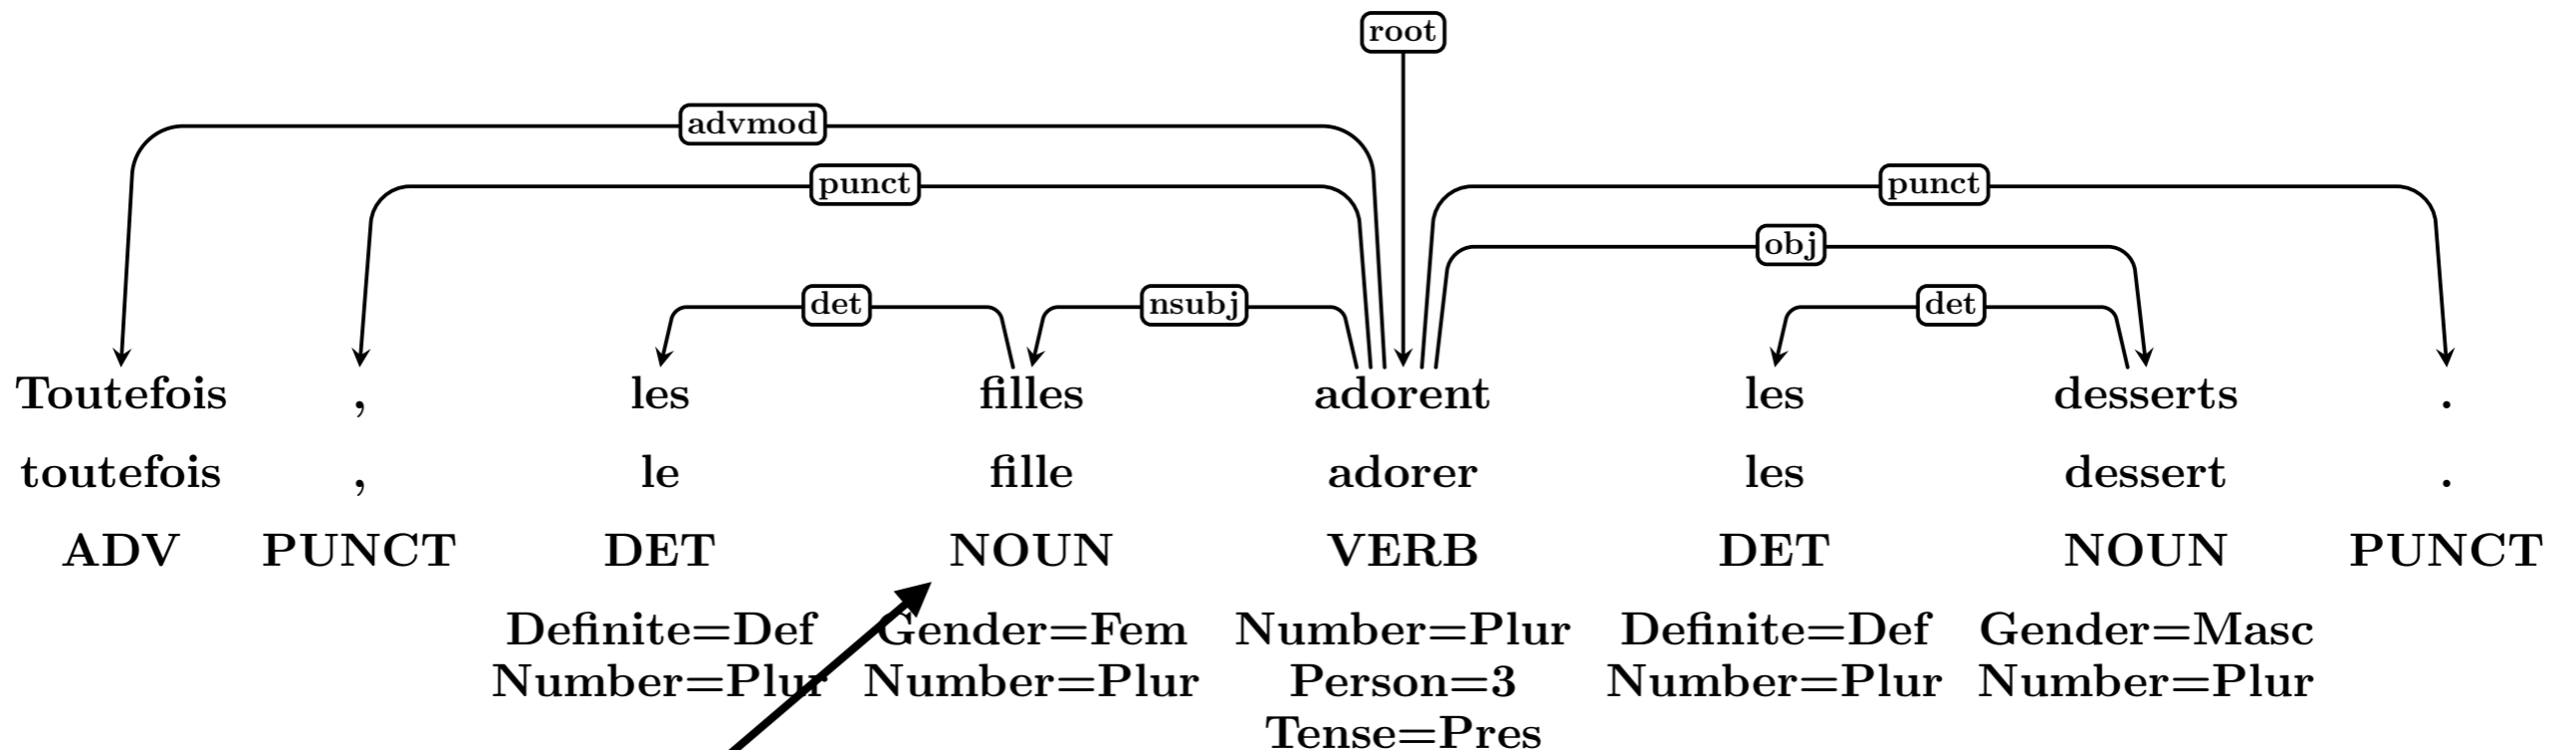 root
advmod
punct punct
obj
det nsubj det
Toutefois , les filles adorent les desserts .
toutefois , le fille adorer les dessert .
ADV PUNCT DET NOUN VERB DET NOUN PUNCT
Definite=Def Gender=Fem Number=Plur Definite=Def Gender=Masc
Number=Plur Number=Plur Person=3 Number=Plur Number=Plur
Tense=Pres